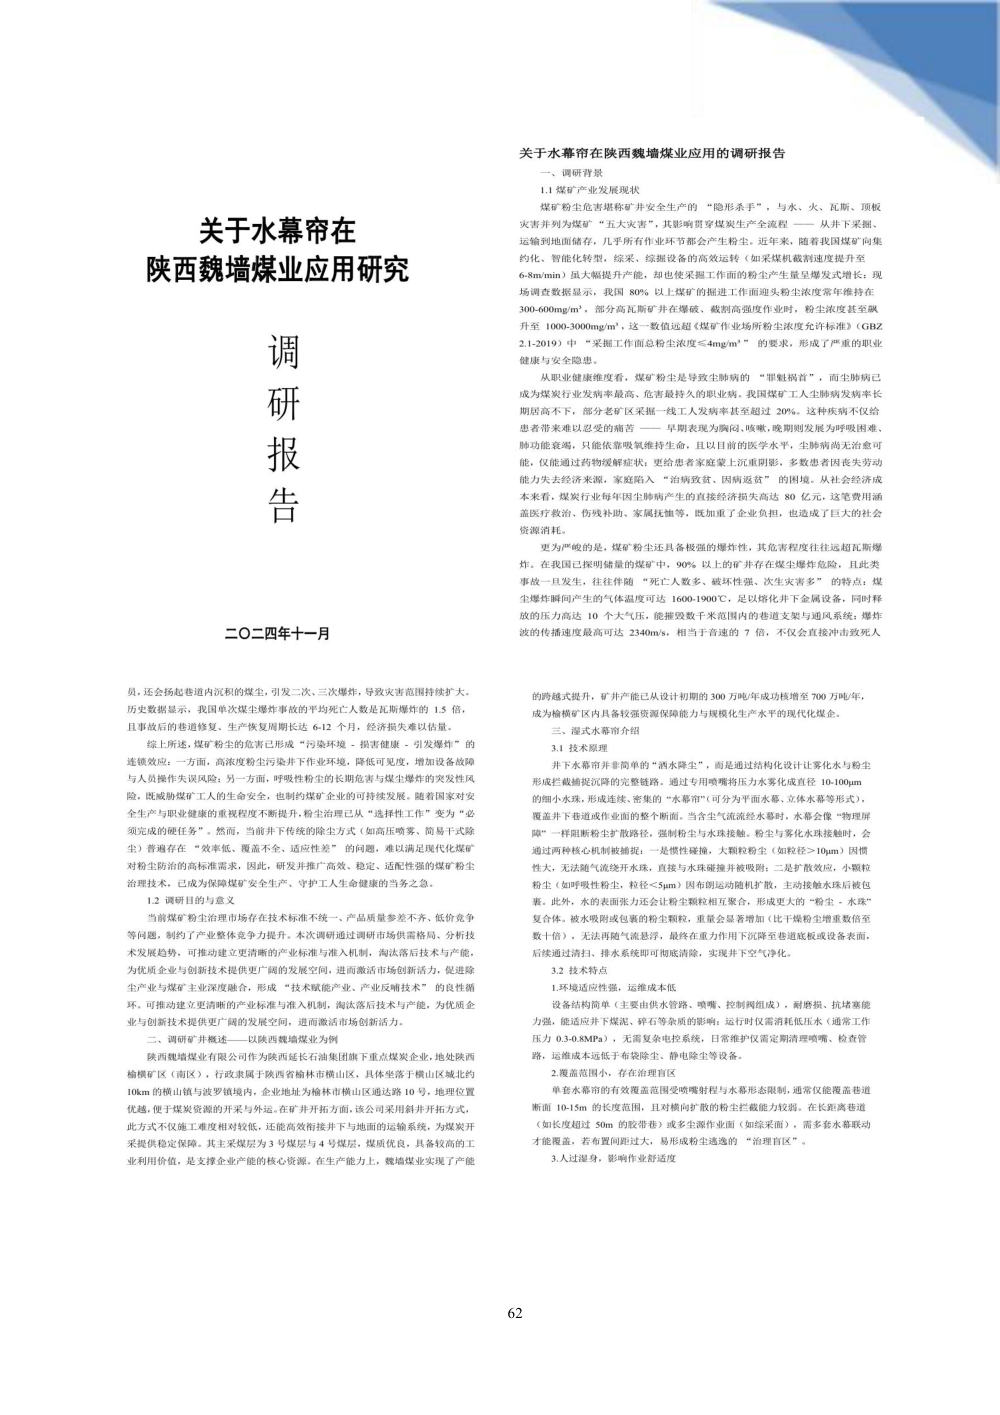 关于水幕帘在
陕西魏墙煤业应用研究
调
研
报
告
二〇二四年十一月
关于水幕帘在陕西魏墙煤业应用的调研报告
一、调研背景
1.1 煤矿产业发展现状
煤矿粉尘危害堪称矿井安全生产的 “隐形杀手”，与水、火、瓦斯、顶板
灾害并列为煤矿 “五大灾害”，其影响贯穿煤炭生产全流程 —— 从井下采掘、
运输到地面储存，几乎所有作业环节都会产生粉尘。近年来，随着我国煤矿向集
约化、智能化转型，综采、综掘设备的高效运转（如采煤机截割速度提升至
6-8m/min）虽大幅提升产能，却也使采掘工作面的粉尘产生量呈爆发式增长：现
场调查数据显示，我国 80% 以上煤矿的掘进工作面迎头粉尘浓度常年维持在
300-600mg/m³，部分高瓦斯矿井在爆破、截割高强度作业时，粉尘浓度甚至飙
升至 1000-3000mg/m³，这一数值远超《煤矿作业场所粉尘浓度允许标准》（GBZ
2.1-2019）中 “采掘工作面总粉尘浓度≤4mg/m³” 的要求，形成了严重的职业
健康与安全隐患。
从职业健康维度看，煤矿粉尘是导致尘肺病的 “罪魁祸首”，而尘肺病已
成为煤炭行业发病率最高、危害最持久的职业病。我国煤矿工人尘肺病发病率长
期居高不下，部分老矿区采掘一线工人发病率甚至超过 20%。这种疾病不仅给
患者带来难以忍受的痛苦 —— 早期表现为胸闷、咳嗽，晚期则发展为呼吸困难、
肺功能衰竭，只能依靠吸氧维持生命，且以目前的医学水平，尘肺病尚无治愈可
能，仅能通过药物缓解症状；更给患者家庭蒙上沉重阴影，多数患者因丧失劳动
能力失去经济来源，家庭陷入 “治病致贫、因病返贫” 的困境。从社会经济成
本来看，煤炭行业每年因尘肺病产生的直接经济损失高达 80 亿元，这笔费用涵
盖医疗救治、伤残补助、家属抚恤等，既加重了企业负担，也造成了巨大的社会
资源消耗。
更为严峻的是，煤矿粉尘还具备极强的爆炸性，其危害程度往往远超瓦斯爆
炸。在我国已探明储量的煤矿中，90% 以上的矿井存在煤尘爆炸危险，且此类
事故一旦发生，往往伴随 “死亡人数多、破坏性强、次生灾害多” 的特点：煤
尘爆炸瞬间产生的气体温度可达 1600-1900℃，足以熔化井下金属设备，同时释
放的压力高达 10 个大气压，能摧毁数千米范围内的巷道支架与通风系统；爆炸
波的传播速度最高可达 2340m/s，相当于音速的 7 倍，不仅会直接冲击致死人
员，还会扬起巷道内沉积的煤尘，引发二次、三次爆炸，导致灾害范围持续扩大。
历史数据显示，我国单次煤尘爆炸事故的平均死亡人数是瓦斯爆炸的 1.5 倍，
且事故后的巷道修复、生产恢复周期长达 6-12 个月，经济损失难以估量。
综上所述，煤矿粉尘的危害已形成 “污染环境 - 损害健康 - 引发爆炸” 的
连锁效应：一方面，高浓度粉尘污染井下作业环境，降低可见度，增加设备故障
与人员操作失误风险；另一方面，呼吸性粉尘的长期危害与煤尘爆炸的突发性风
险，既威胁煤矿工人的生命安全，也制约煤矿企业的可持续发展。随着国家对安
全生产与职业健康的重视程度不断提升，粉尘治理已从 “选择性工作” 变为 “必
须完成的硬任务”。然而，当前井下传统的除尘方式（如高压喷雾、简易干式除
尘）普遍存在 “效率低、覆盖不全、适应性差” 的问题，难以满足现代化煤矿
对粉尘防治的高标准需求，因此，研发并推广高效、稳定、适配性强的煤矿粉尘
治理技术，已成为保障煤矿安全生产、守护工人生命健康的当务之急。
1.2 调研目的与意义
当前煤矿粉尘治理市场存在技术标准不统一、产品质量参差不齐、低价竞争
等问题，制约了产业整体竞争力提升。本次调研通过调研市场供需格局、分析技
术发展趋势，可推动建立更清晰的产业标准与准入机制，淘汰落后技术与产能，
为优质企业与创新技术提供更广阔的发展空间，进而激活市场创新活力，促进除
尘产业与煤矿主业深度融合，形成 “技术赋能产业、产业反哺技术” 的良性循
环。可推动建立更清晰的产业标准与准入机制，淘汰落后技术与产能，为优质企
业与创新技术提供更广阔的发展空间，进而激活市场创新活力。
二、调研矿井概述——以陕西魏墙煤业为例
陕西魏墙煤业有限公司作为陕西延长石油集团旗下重点煤炭企业，地处陕西
榆横矿区（南区），行政隶属于陕西省榆林市横山区，具体坐落于横山区城北约
10km 的横山镇与波罗镇境内，企业地址为榆林市横山区通达路 10 号，地理位置
优越，便于煤炭资源的开采与外运。在矿井开拓方面，该公司采用斜井开拓方式，
此方式不仅施工难度相对较低，还能高效衔接井下与地面的运输系统，为煤炭开
采提供稳定保障。其主采煤层为 3 号煤层与 4 号煤层，煤质优良，具备较高的工
业利用价值，是支撑企业产能的核心资源。在生产能力上，魏墙煤业实现了产能
的跨越式提升，矿井产能已从设计初期的 300 万吨/年成功核增至 700 万吨/年，
成为榆横矿区内具备较强资源保障能力与规模化生产水平的现代化煤企。
三、湿式水幕帘介绍
3.1 技术原理
井下水幕帘并非简单的 “洒水降尘”，而是通过结构化设计让雾化水与粉尘
形成拦截捕捉沉降的完整链路。通过专用喷嘴将压力水雾化成直径 10-100μm
的细小水珠，形成连续、密集的 “水幕帘”（可分为平面水幕、立体水幕等形式），
覆盖井下巷道或作业面的整个断面。当含尘气流流经水幕时，水幕会像 “物理屏
障” 一样阻断粉尘扩散路径，强制粉尘与水珠接触。粉尘与雾化水珠接触时，会
通过两种核心机制被捕捉：一是惯性碰撞，大颗粒粉尘（如粒径＞10μm）因惯
性大，无法随气流绕开水珠，直接与水珠碰撞并被吸附；二是扩散效应，小颗粒
粉尘（如呼吸性粉尘，粒径＜5μm）因布朗运动随机扩散，主动接触水珠后被包
裹。此外，水的表面张力还会让粉尘颗粒相互聚合，形成更大的 “粉尘 - 水珠”
复合体。被水吸附或包裹的粉尘颗粒，重量会显著增加（比干燥粉尘增重数倍至
数十倍），无法再随气流悬浮，最终在重力作用下沉降至巷道底板或设备表面，
后续通过清扫、排水系统即可彻底清除，实现井下空气净化。
3.2 技术特点
1.环境适应性强，运维成本低
设备结构简单（主要由供水管路、喷嘴、控制阀组成），耐磨损、抗堵塞能
力强，能适应井下煤泥、碎石等杂质的影响；运行时仅需消耗低压水（通常工作
压力 0.3-0.8MPa），无需复杂电控系统，日常维护仅需定期清理喷嘴、检查管
路，运维成本远低于布袋除尘、静电除尘等设备。
2.覆盖范围小，存在治理盲区
单套水幕帘的有效覆盖范围受喷嘴射程与水幕形态限制，通常仅能覆盖巷道
断面 10-15m 的长度范围，且对横向扩散的粉尘拦截能力较弱。在长距离巷道
（如长度超过 50m 的胶带巷）或多尘源作业面（如综采面），需多套水幕联动
才能覆盖，若布置间距过大，易形成粉尘逃逸的 “治理盲区”。
3.人过湿身，影响作业舒适度
62